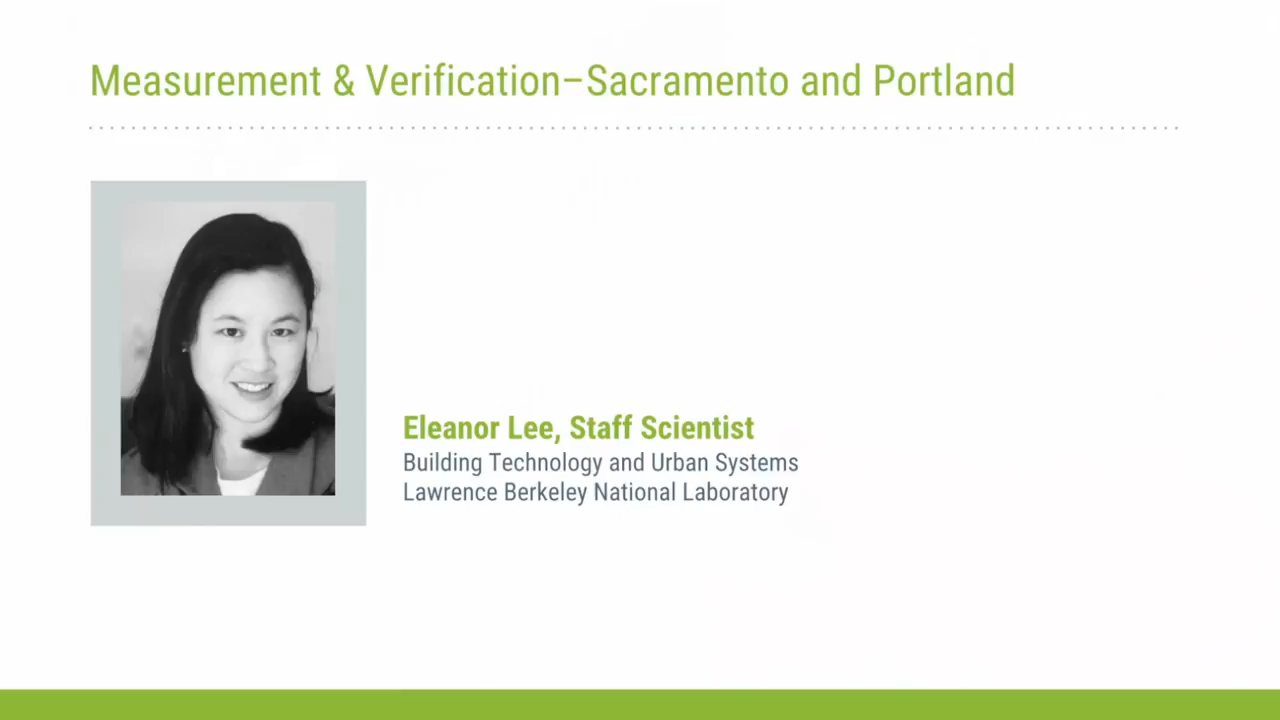 Measurement & Verification–Sacramento and Portland
Eleanor Lee, Staff Scientist
Building Technology and Urban Systems
Lawrence Berkeley National Laboratory